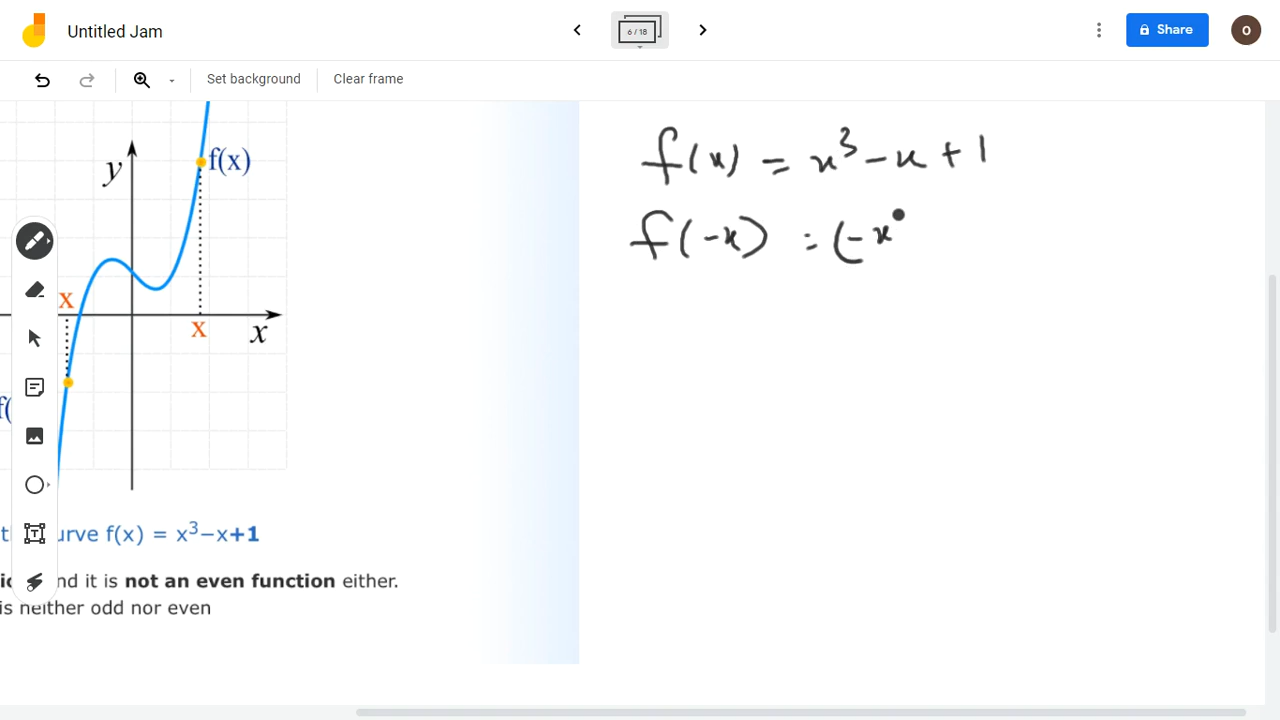 Untitled Jam
6 / 18
Share
O
Set background
Clear frame
f(x)
y
x
x
x
f(
f(x) = x³ - x + 1
f(-x) = (-x
urve f(x) = x³−x+1
nd it is not an even function either.
is neither odd nor even